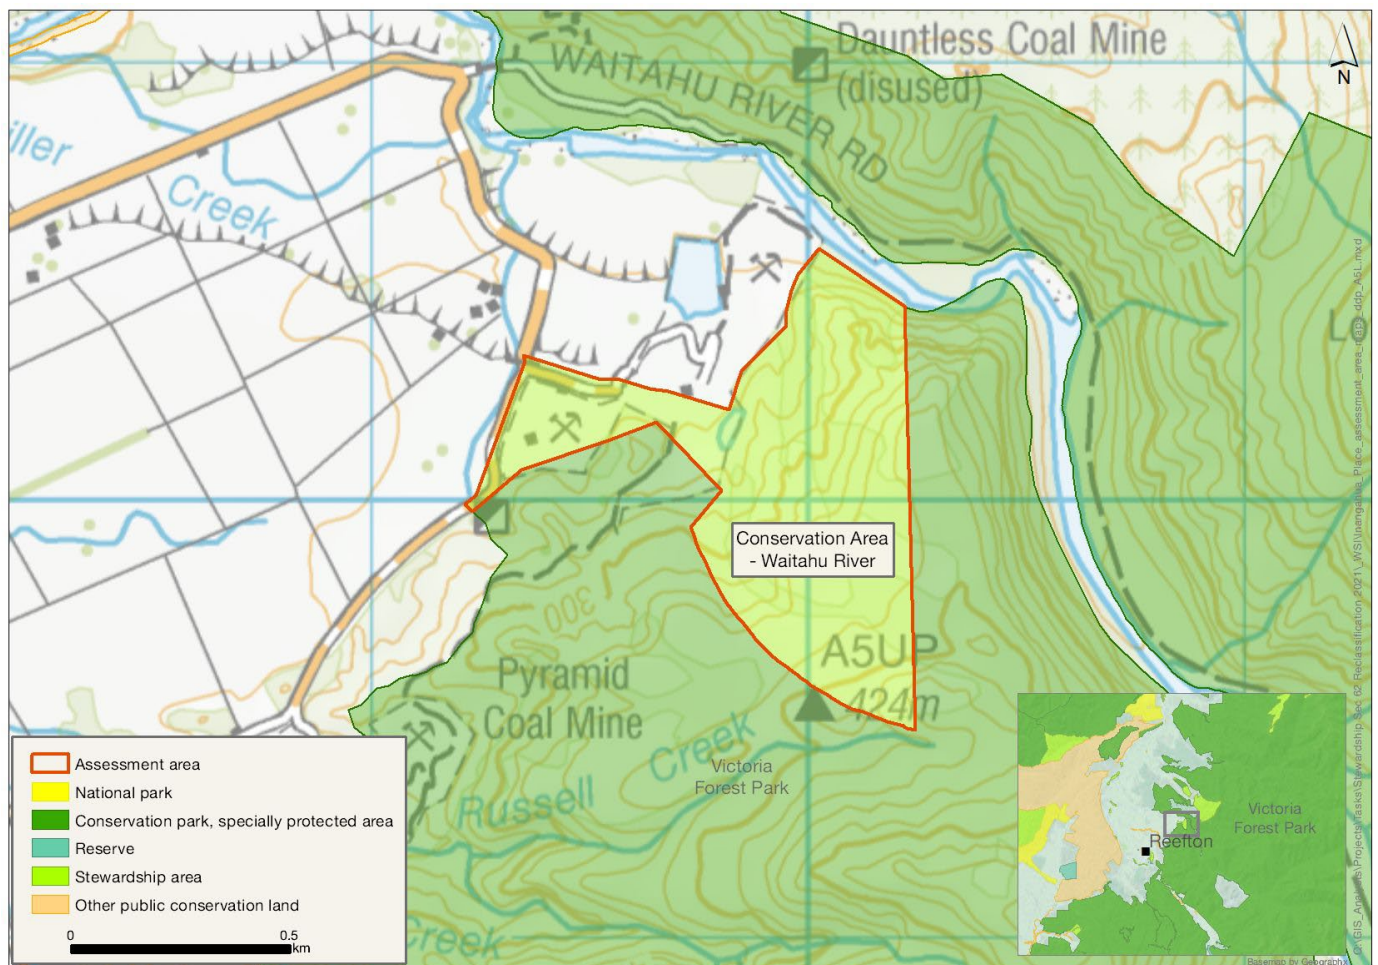 Dauntless Coal Mine
(disused)
N
WAITAHU RIVER RD
iller
Creek
Conservation Area
- Waitahu River
300
A5UP
424m
Pyramid
Coal Mine
Russell Creek
Victoria
Forest Park
Creek
Assessment area
National park
Conservation park, specially protected area
Reserve
Stewardship area
Other public conservation land
0 0.5
km
Victoria
Forest Park
Reefton
Basemap by Geographx